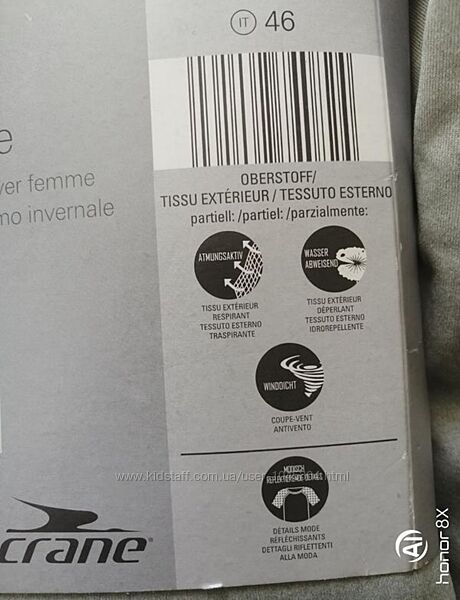 IT 46
e
ver femme
mo invernale
OBERSTOFF/
TISSU EXTÉRIEUR / TESSUTO ESTERNO
partiell: /partiel: /parzialmente:
ATMUNGSAKTIV
TISSU EXTÉRIEUR
RESPIRANT
TESSUTO ESTERNO
TRASPIRANTE
WASSER
ABWEISEND
TISSU EXTÉRIEUR
DÉPERLANT
TESSUTO ESTERNO
IDROREPELLENTE
WINDDICHT
COUPE-VENT
ANTIVENTO
MODISCH
REFLEKTIERENDE DETAILS
DÉTAILS MODE
RÉFLÉCHISSANTS
DETTAGLI RIFLETTENTI
ALLA MODA
crane
AI
honor 8X